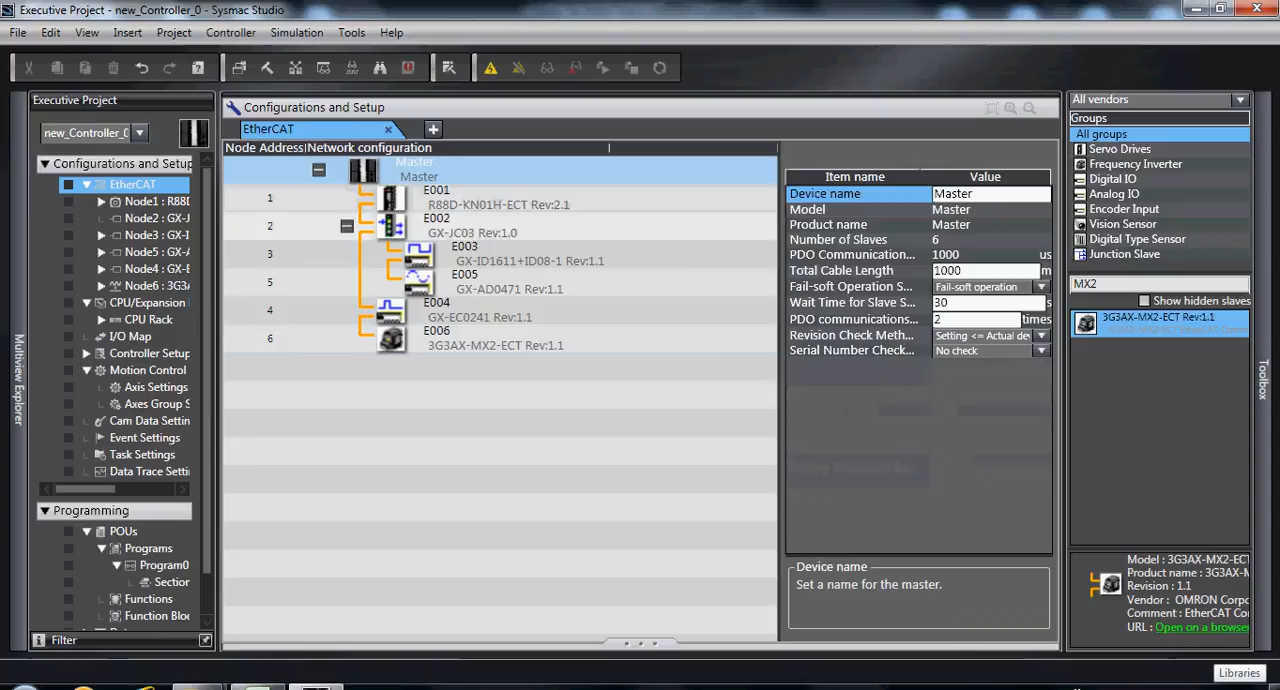 Executive Project - new_Controller_0 - Sysmac Studio
File Edit View Insert Project Controller Simulation Tools Help
Executive Project
new_Controller_0
Configurations and Setup
EtherCAT
Node1 : R88D
Node2 : GX-J
Node3 : GX-I
Node5 : GX-A
Node4 : GX-E
Node6 : 3G3A
CPU/Expansion
CPU Rack
I/O Map
Controller Setup
Motion Control
Axis Settings
Axes Group S
Cam Data Settin
Event Settings
Task Settings
Data Trace Setti
Programming
POUs
Programs
Program0
Section
Functions
Function Bloc
Filter
Multiview Explorer
Configurations and Setup
EtherCAT
Node Address Network configuration
Master
Master
1 E001
R88D-KN01H-ECT Rev:2.1
2 E002
GX-JC03 Rev:1.0
3 E003
GX-ID1611+ID08-1 Rev:1.1
5 E005
GX-AD0471 Rev:1.1
4 E004
GX-EC0241 Rev:1.1
6 E006
3G3AX-MX2-ECT Rev:1.1
Item name Value
Device name Master
Model Master
Product name Master
Number of Slaves 6
PDO Communication... 1000 us
Total Cable Length 1000 m
Fail-soft Operation S... Fail-soft operation
Wait Time for Slave S... 30 s
PDO communications... 2 times
Revision Check Meth... Setting <= Actual dev
Serial Number Check... No check
Device name
Set a name for the master.
All vendors
Groups
All groups
Servo Drives
Frequency Inverter
Digital IO
Analog IO
Encoder Input
Vision Sensor
Digital Type Sensor
Junction Slave
MX2
Show hidden slaves
3G3AX-MX2-ECT Rev:1.1
3G3AX-MX2-ECT EtherCAT Com
Model : 3G3AX-MX2-ECT
Product name : 3G3AX-M
Revision : 1.1
Vendor : OMRON Corpo
Comment : EtherCAT Con
URL : Open on a browser
Toolbox
Libraries